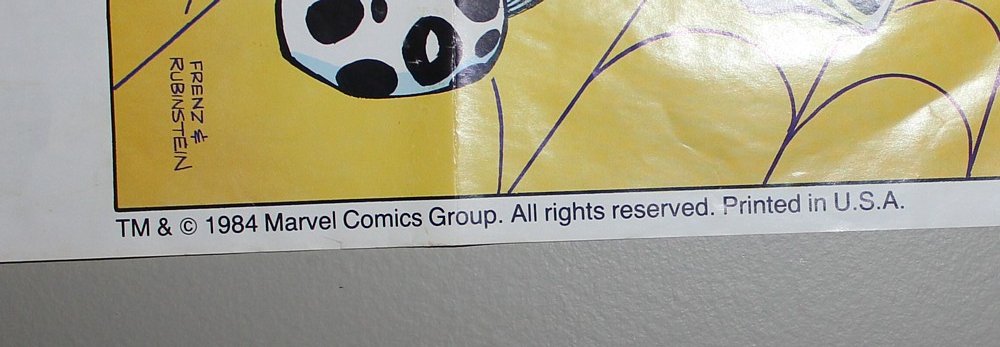 FRENZ &
RUBINSTEIN
TM & © 1984 Marvel Comics Group. All rights reserved. Printed in U.S.A.